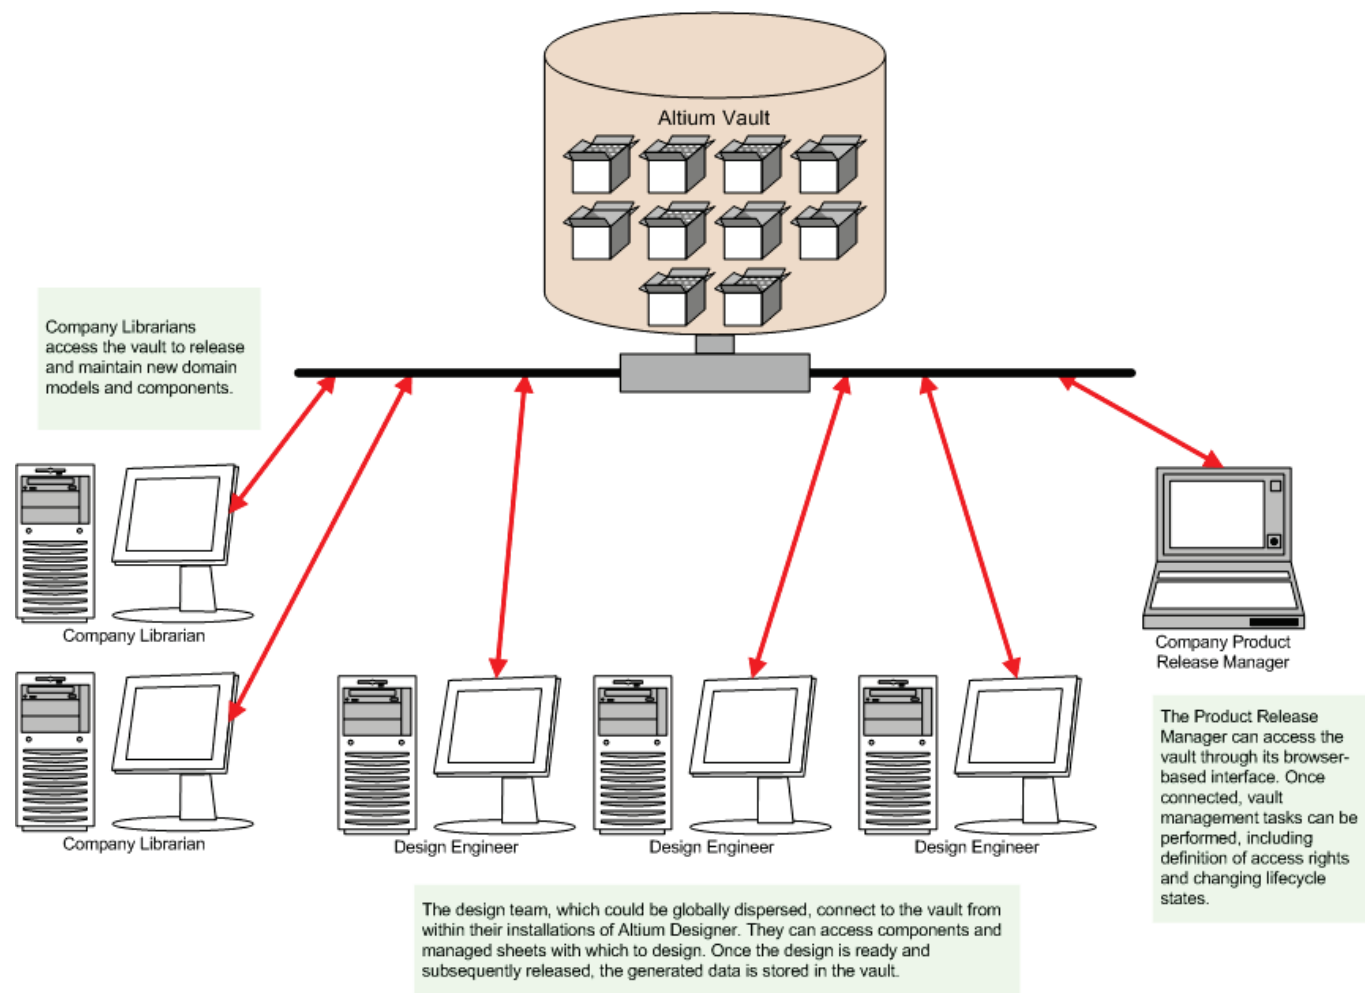 Altium Vault
Company Librarians
access the vault to release
and maintain new domain
models and components.
Company Librarian
Company Product
Release Manager
The Product Release
Manager can access the
vault through its browser-
based interface. Once
connected, vault
management tasks can be
performed, including
definition of access rights
and changing lifecycle
states.
Company Librarian
Design Engineer
Design Engineer
Design Engineer
The design team, which could be globally dispersed, connect to the vault from
within their installations of Altium Designer. They can access components and
managed sheets with which to design. Once the design is ready and
subsequently released, the generated data is stored in the vault.